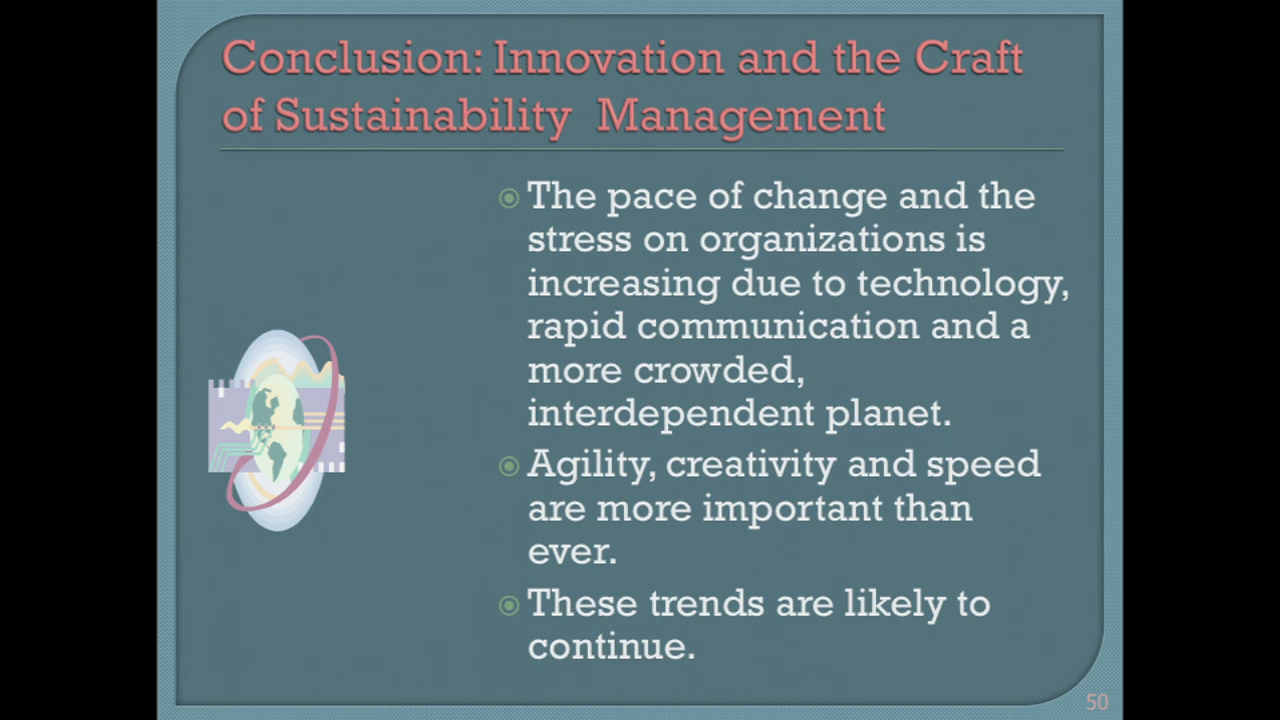 Conclusion: Innovation and the Craft
of Sustainability  Management
The pace of change and the
stress on organizations is
increasing due to technology,
rapid communication and a
more crowded,
interdependent planet.
Agility, creativity and speed
are more important than
ever.
These trends are likely to
continue.
50